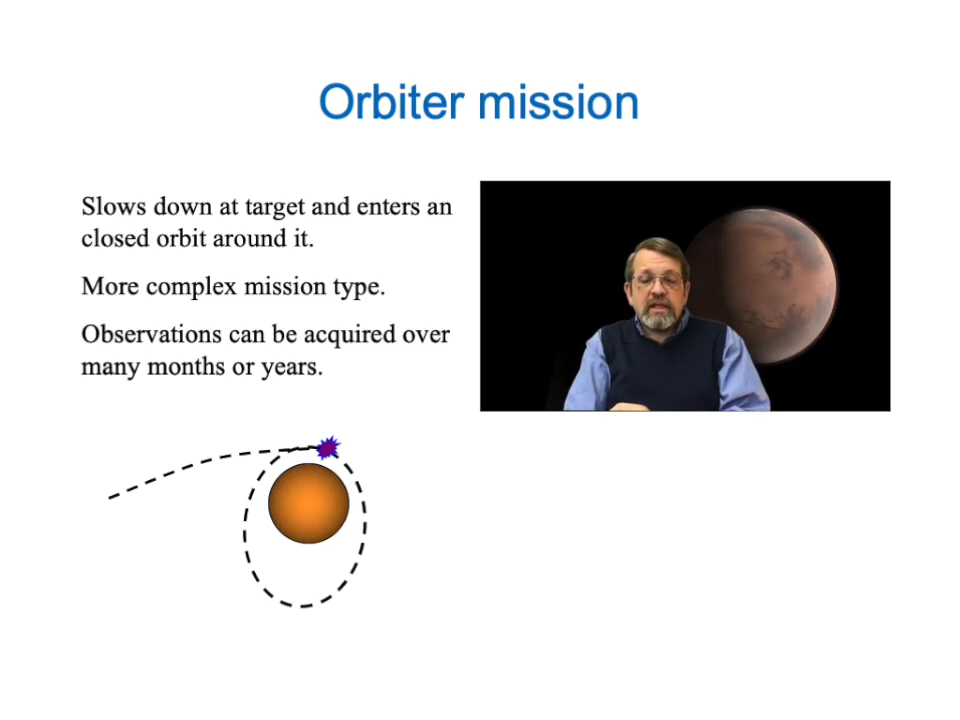 Orbiter mission
Slows down at target and enters an
closed orbit around it.
More complex mission type.
Observations can be acquired over
many months or years.